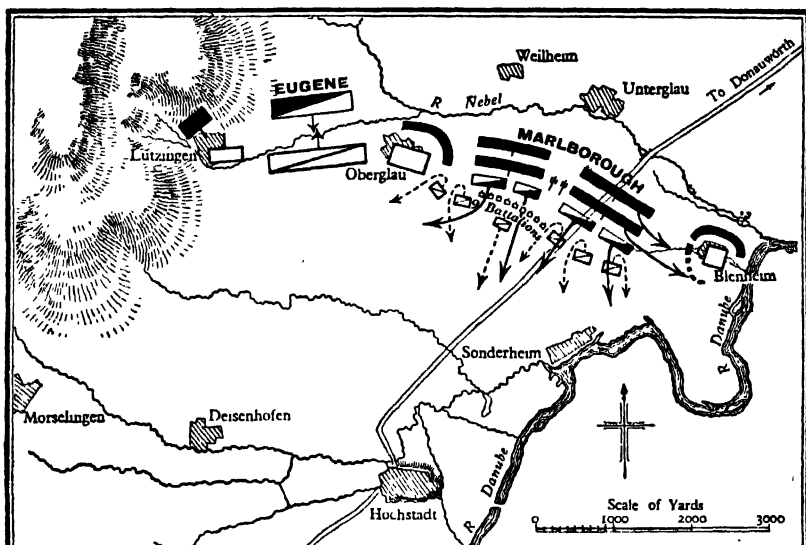 Weilheim
EUGENE
Unterglau
To Donauwörth
R Nebel
MARLBOROUGH
Lutzingen
Oberglau
9 Battalions
Blenheim
R Danube
Sonderheim
Morselingen
Deisenhofen
R Danube
Hochstadt
Scale of Yards
0 1000 2000 3000